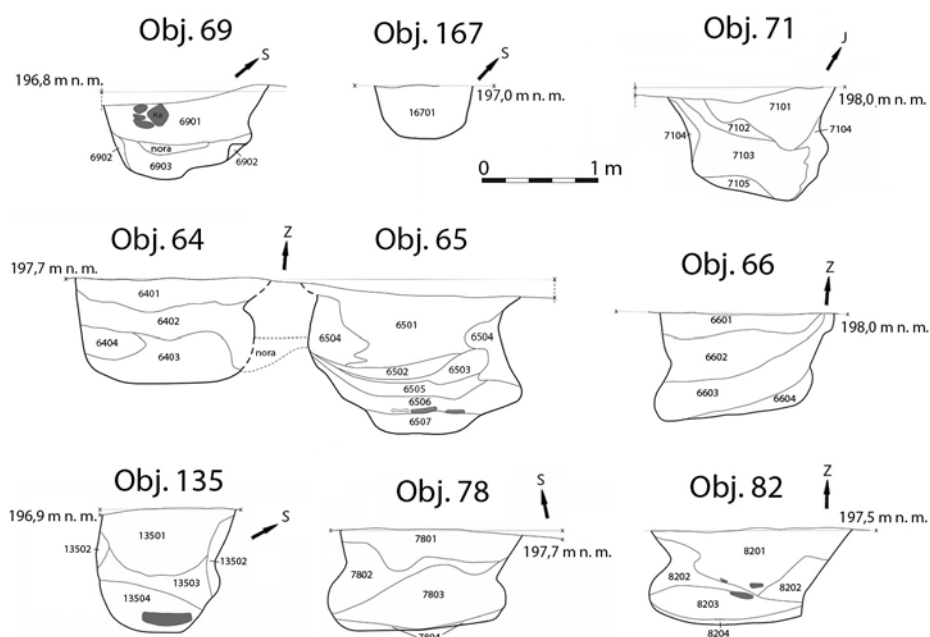 Obj. 69
S
196,8 m n. m.
Ka
6901
nora
6902
6902
6903
Obj. 167
S
197,0 m n. m.
16701
0 1 m
Obj. 71
J
198,0 m n. m.
7101
7102
7104
7104
7103
7105
Obj. 64
Z
197,7 m n. m.
6401
6402
6404
6403
nora
Obj. 65
6501
6504
6504
6502
6503
6505
6506
6507
Obj. 66
Z
198,0 m n. m.
6601
6602
6603
6604
Obj. 135
S
196,9 m n. m.
13501
13502
13502
13503
13504
Obj. 78
S
197,7 m n. m.
7801
7802
7803
7804
Obj. 82
Z
197,5 m n. m.
8201
8202
8202
8203
8204